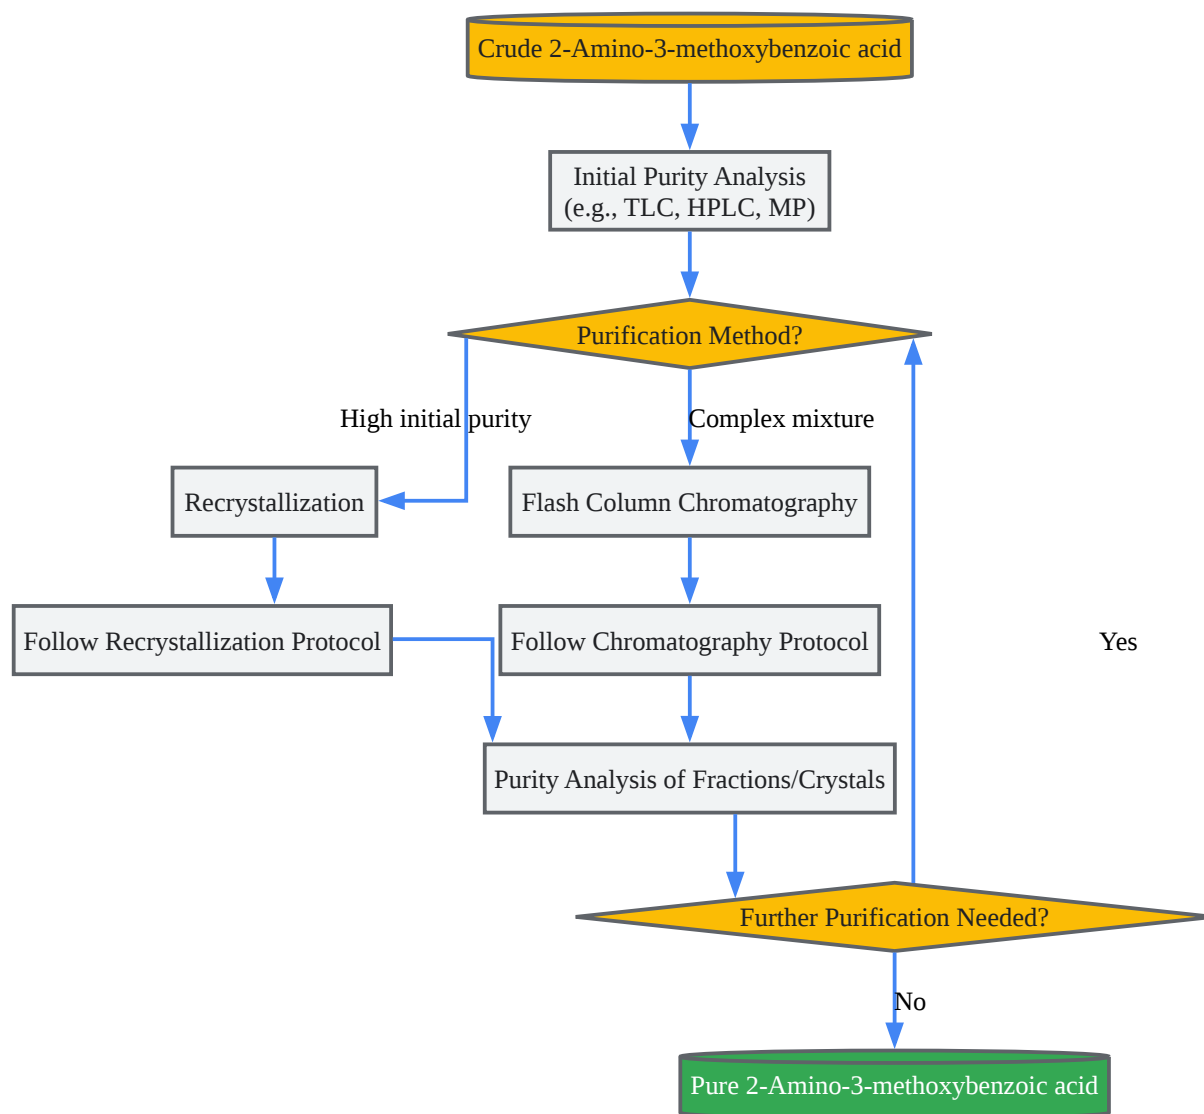 Crude 2-Amino-3-methoxybenzoic acid
Initial Purity Analysis
(e.g., TLC, HPLC, MP)
Purification Method?
High initial purity
Complex mixture
Recrystallization
Flash Column Chromatography
Follow Recrystallization Protocol
Follow Chromatography Protocol
Yes
Purity Analysis of Fractions/Crystals
Further Purification Needed?
No
Pure 2-Amino-3-methoxybenzoic acid